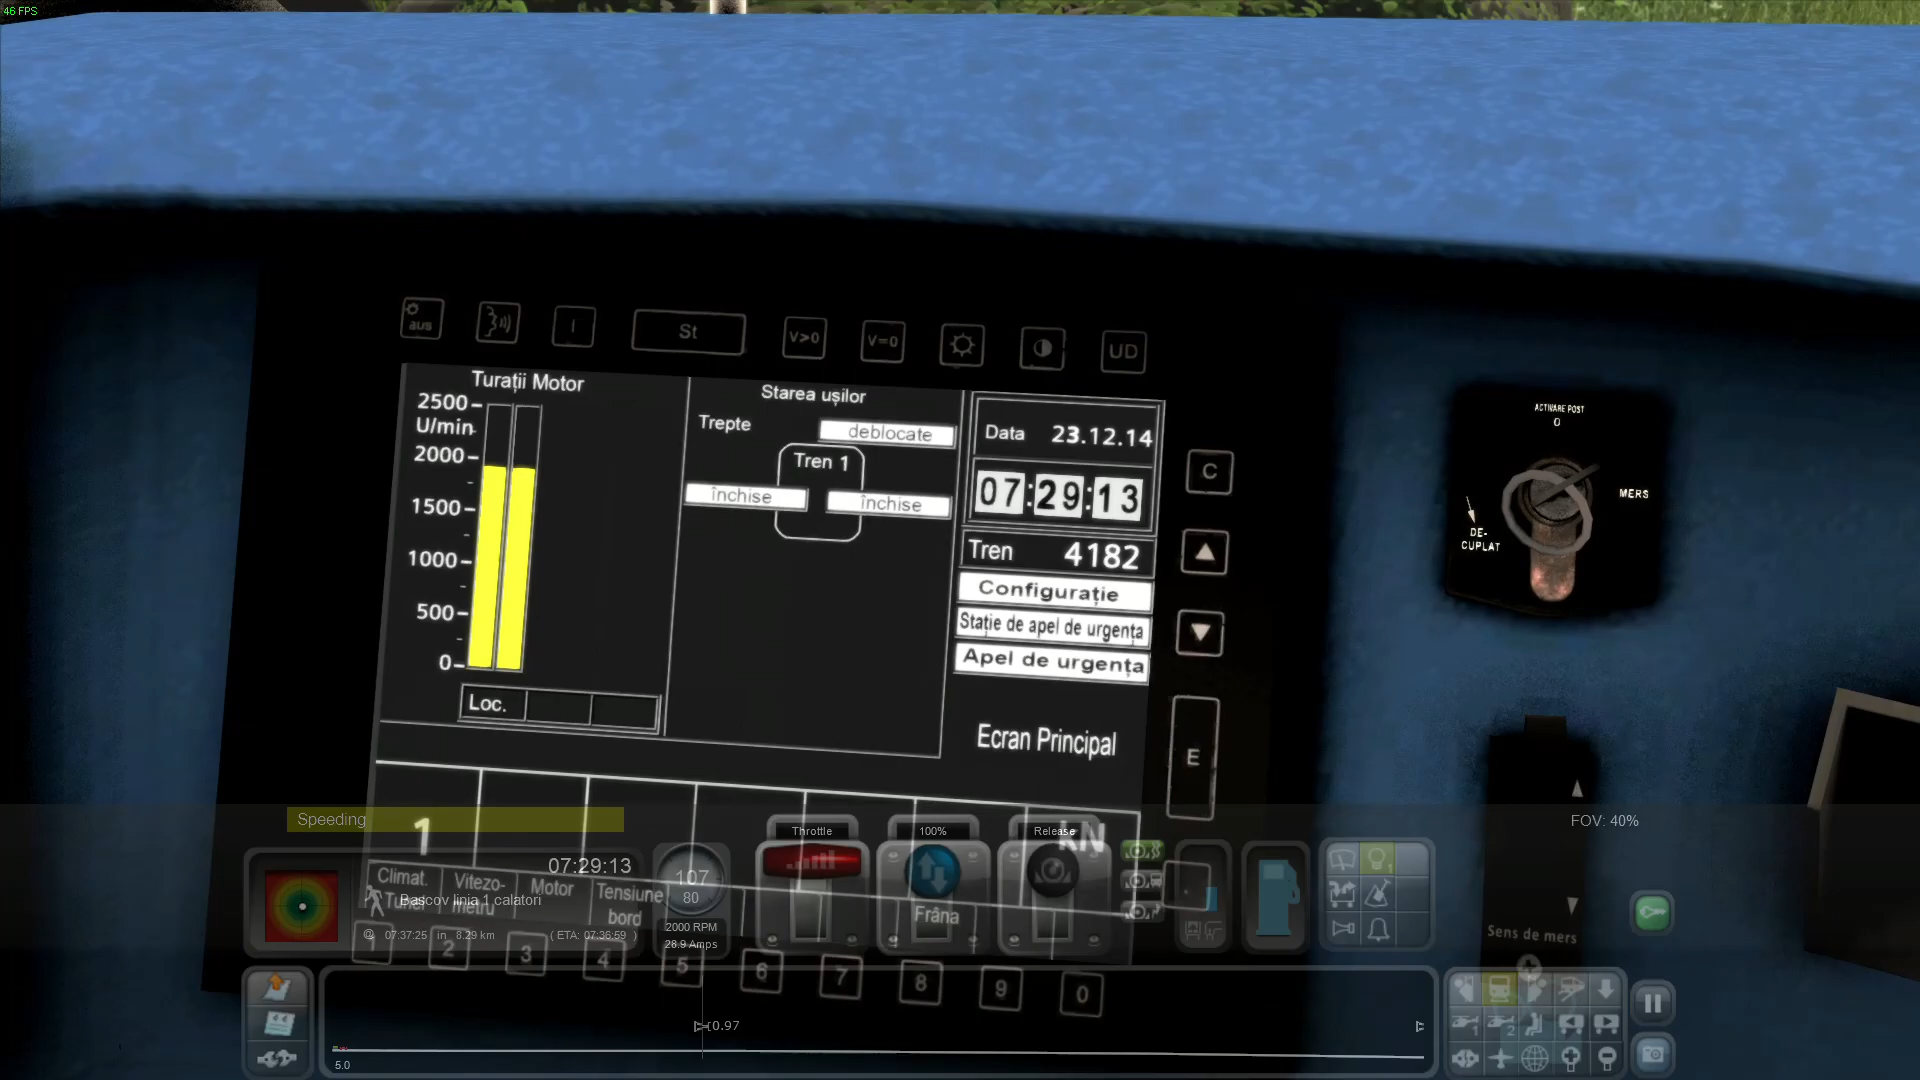 46 FPS
aus
I
St
V>0
V=0
UD
Turații Motor
2500
U/min
2000
1500
1000
500
0
Loc.
Starea ușilor
Trepte
deblocate
Tren 1
închise
închise
Data 23.12.14
07:29:13
Tren 4182
Configurație
Stație de apel de urgența
Apel de urgența
Ecran Principal
C
E
ACTIVARE POST
O
MERS
DE-
CUPLAT
Sens de mers
1
kN
Climat.
Tunel
Vitezo-
metru
Motor
Tensiune
bord
Frâna
2
3
4
5
6
7
8
9
0
Speeding
07:29:13
Bascov linia 1 calatori
@ 07:37:25 in 8.29 km ( ETA: 07:36:59 )
107
80
2000 RPM
28.9 Amps
Throttle
100%
Release
FOV: 40%
0.97
5.0
1
2